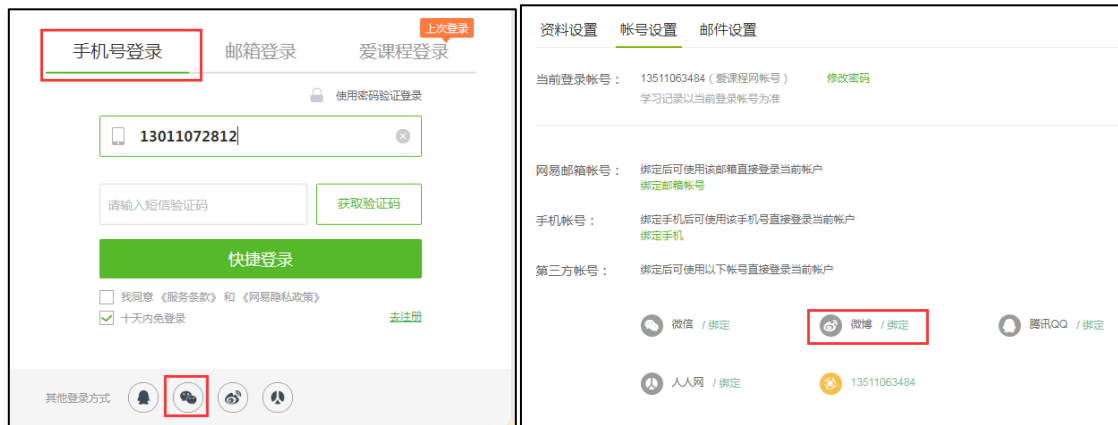 上次登录
手机号登录 邮箱登录 爱课程登录
使用密码验证登录
13011072812
请输入短信验证码 获取验证码
快捷登录
我同意《服务条款》和《网易隐私政策》
十天内免登录 去注册
其他登录方式
资料设置 帐号设置 邮件设置
当前登录帐号： 13511063484（爱课程网帐号） 修改密码
学习记录以当前登录帐号为准
网易邮箱帐号： 绑定后可使用该邮箱直接登录当前帐户
绑定邮箱帐号
手机帐号： 绑定手机后可使用该手机号直接登录当前帐户
绑定手机
第三方帐号： 绑定后可使用以下帐号直接登录当前帐户
微信 / 绑定 微博 / 绑定 腾讯QQ / 绑定
人人网 / 绑定 13511063484